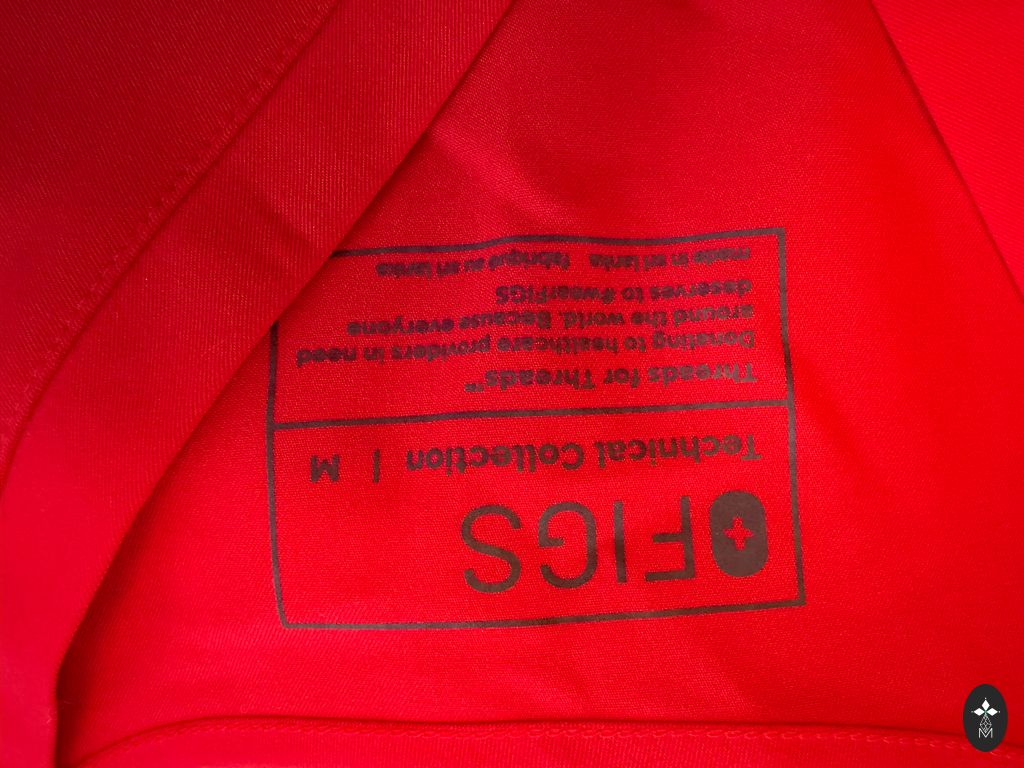 FIGS
Technical Collection / M
Threads for Threads™
Donating to healthcare providers in need
around the world. Because everyone
deserves to #wearFIGS
made in sri lanka fabriqué au sri lanka
M